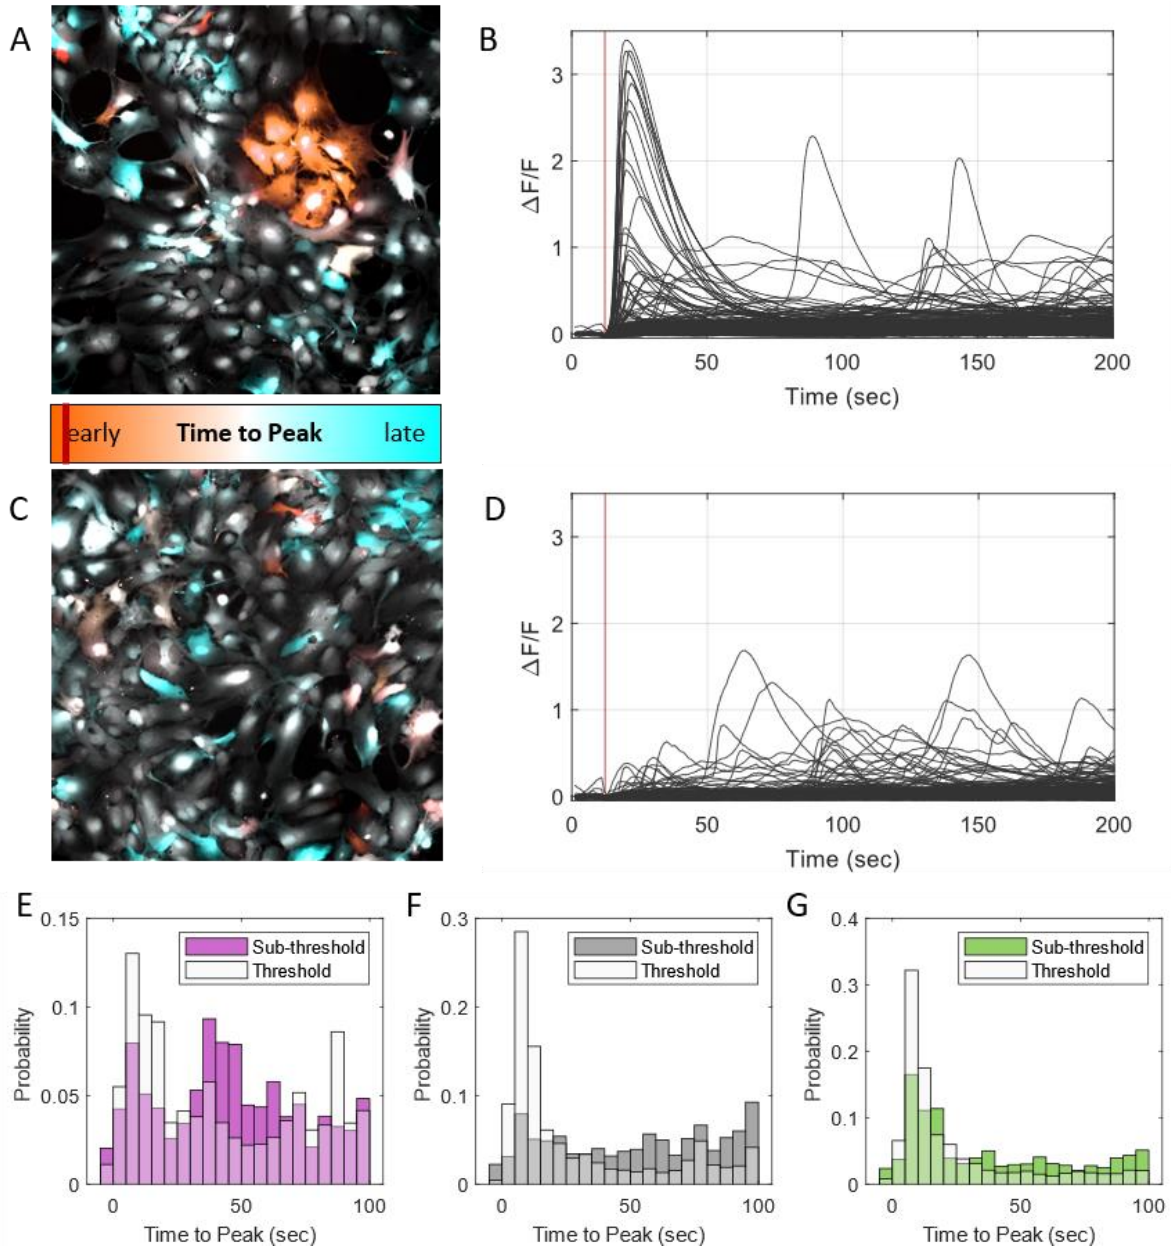 A
B
ΔF/F
3
2
1
0
0 50 100 150 200
Time (sec)
early Time to Peak late
C
D
ΔF/F
3
2
1
0
0 50 100 150 200
Time (sec)
E
0.15
0.1
0.05
0
Probability
Sub-threshold
Threshold
0 50 100
Time to Peak (sec)
F
0.3
0.2
0.1
0
Probability
Sub-threshold
Threshold
0 50 100
Time to Peak (sec)
G
0.4
0.3
0.2
0.1
0
Probability
Sub-threshold
Threshold
0 50 100
Time to Peak (sec)